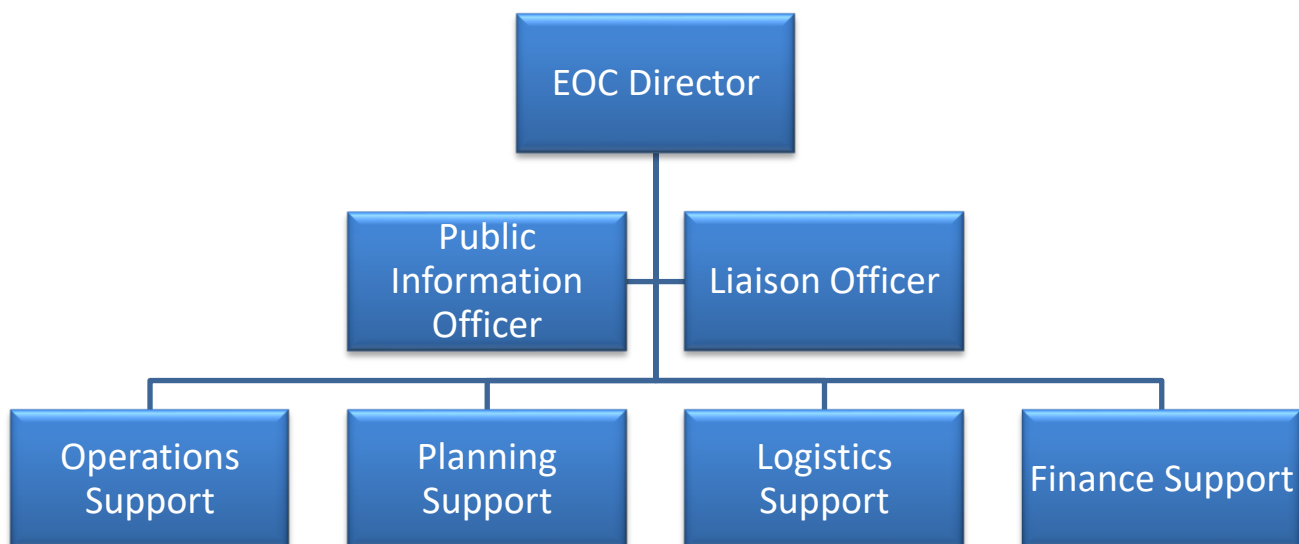 EOC Director
Public
Information
Officer
Liaison Officer
Operations
Support
Planning
Support
Logistics
Support
Finance Support